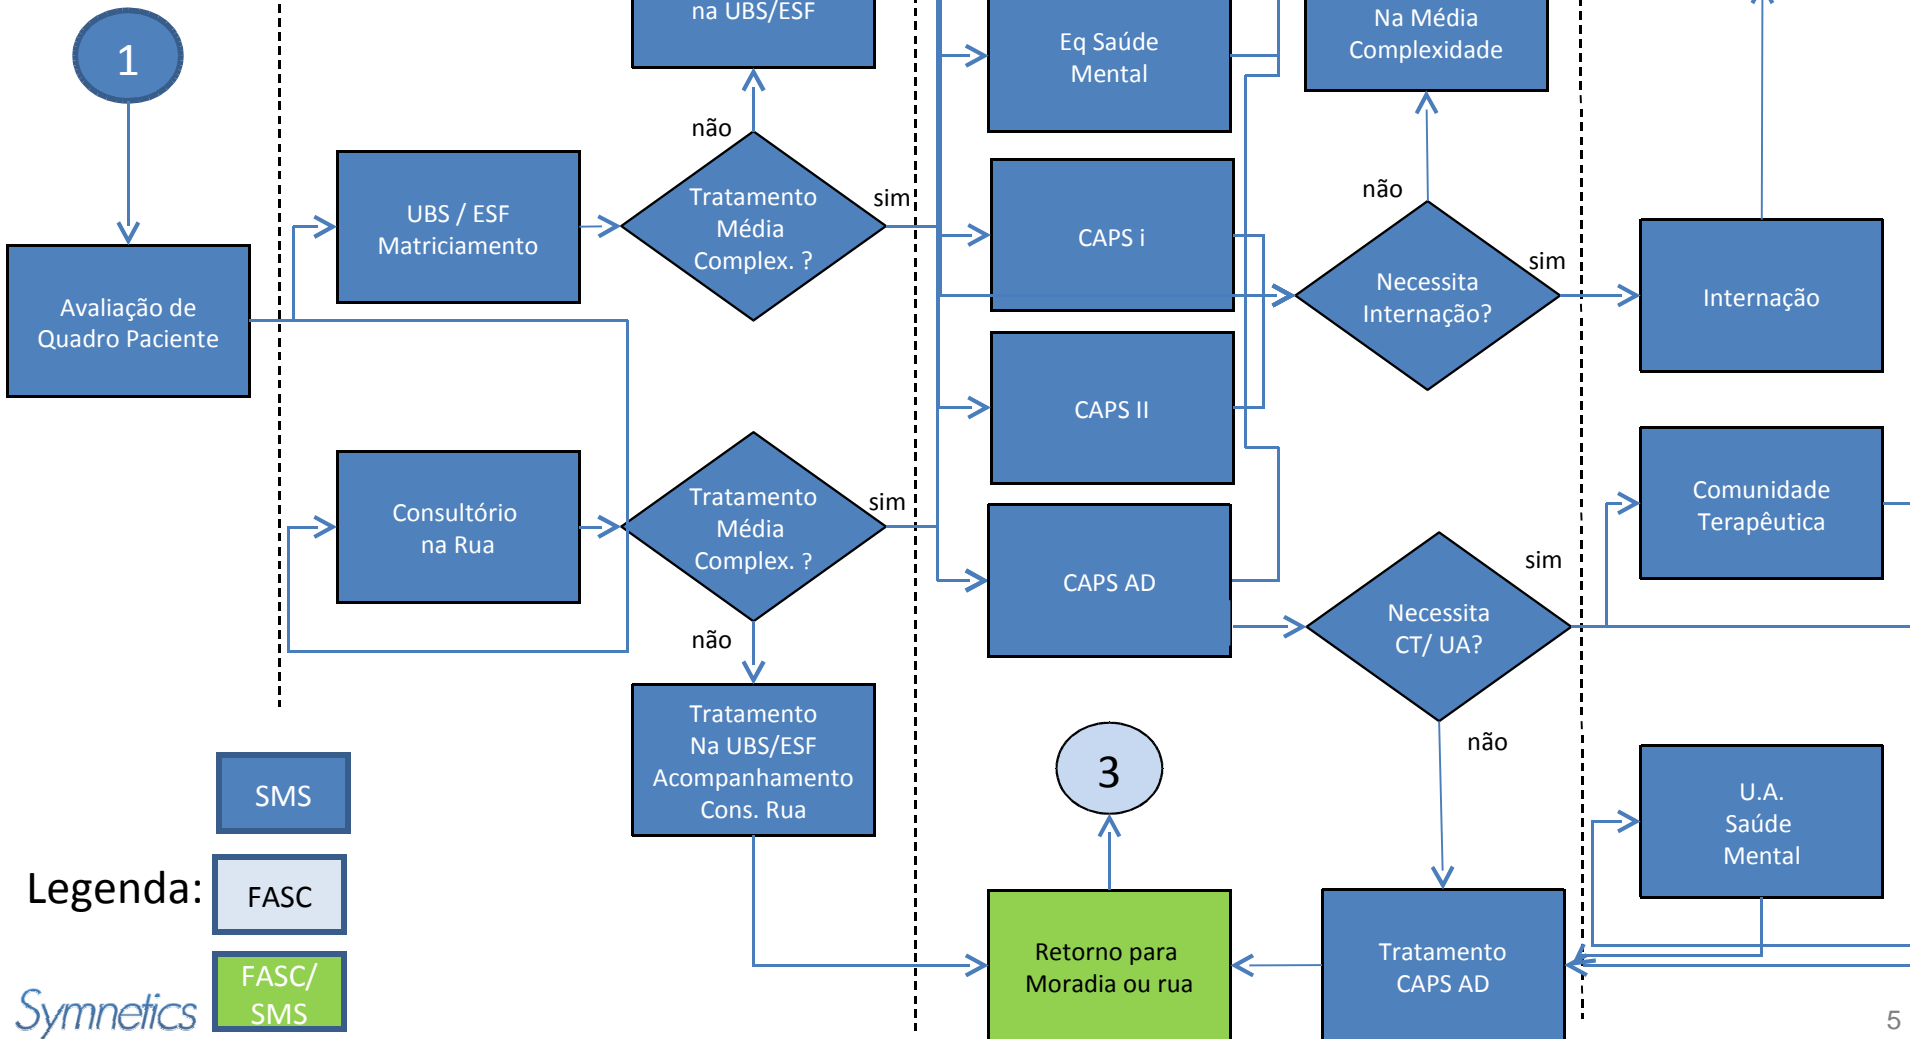 1
Avaliação de
Quadro Paciente
na UBS/ESF
não
UBS / ESF
Matriciamento
Tratamento
Média
Complex. ?
sim
Consultório
na Rua
Tratamento
Média
Complex. ?
sim
não
Tratamento
Na UBS/ESF
Acompanhamento
Cons. Rua
Eq Saúde
Mental
CAPS i
CAPS II
CAPS AD
Na Média
Complexidade
não
Necessita
Internação?
sim
Necessita
CT/ UA?
sim
não
3
Retorno para
Moradia ou rua
Tratamento
CAPS AD
Internação
Comunidade
Terapêutica
U.A.
Saúde
Mental
Legenda:
SMS
FASC
FASC/
SMS
Symnetics
5